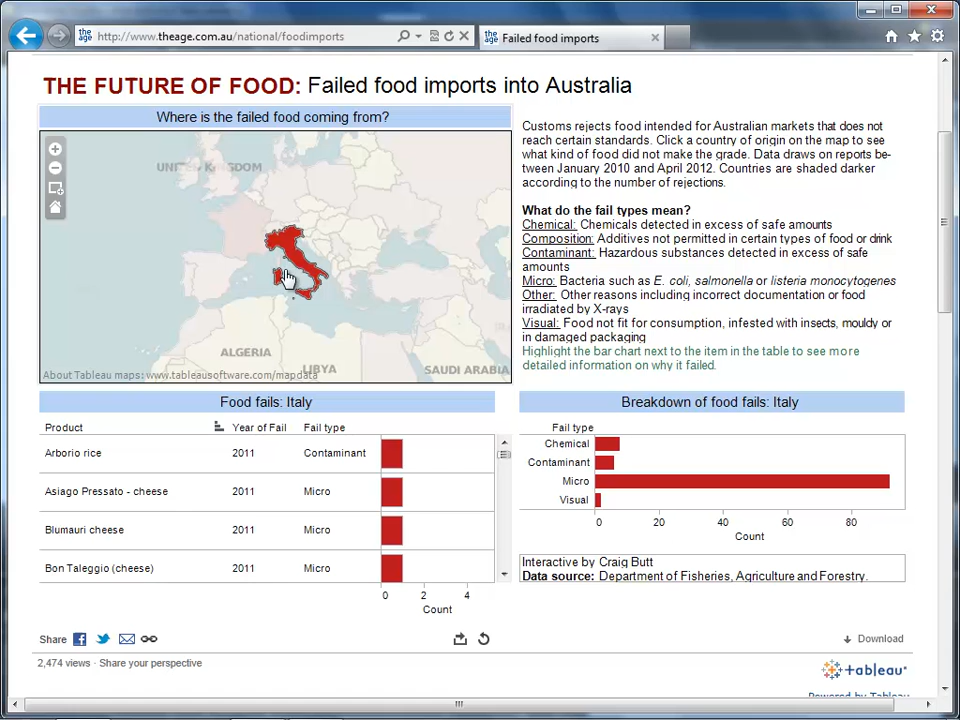 http://www.theage.com.au/national/foodimports
the age
Failed food imports
THE FUTURE OF FOOD: Failed food imports into Australia
Where is the failed food coming from?
UNITED KINGDOM
ALGERIA
LIBYA
SAUDI ARABIA
About Tableau maps: www.tableausoftware.com/mapdata
Customs rejects food intended for Australian markets that does not
reach certain standards. Click a country of origin on the map to see
what kind of food did not make the grade. Data draws on reports be-
tween January 2010 and April 2012. Countries are shaded darker
according to the number of rejections.
What do the fail types mean?
Chemical: Chemicals detected in excess of safe amounts
Composition: Additives not permitted in certain types of food or drink
Contaminant: Hazardous substances detected in excess of safe
amounts
Micro: Bacteria such as E. coli, salmonella or listeria monocytogenes
Other: Other reasons including incorrect documentation or food
irradiated by X-rays
Visual: Food not fit for consumption, infested with insects, mouldy or
in damaged packaging
Highlight the bar chart next to the item in the table to see more
detailed information on why it failed.
Food fails: Italy
Product Year of Fail Fail type
Arborio rice 2011 Contaminant
Asiago Pressato - cheese 2011 Micro
Blumauri cheese 2011 Micro
Bon Taleggio (cheese) 2011 Micro
0 2 4
Count
Breakdown of food fails: Italy
Fail type
Chemical
Contaminant
Micro
Visual
0 20 40 60 80
Count
Interactive by Craig Butt
Data source: Department of Fisheries, Agriculture and Forestry.
Share
Download
2,474 views · Share your perspective
+ableau
Powered by Tableau